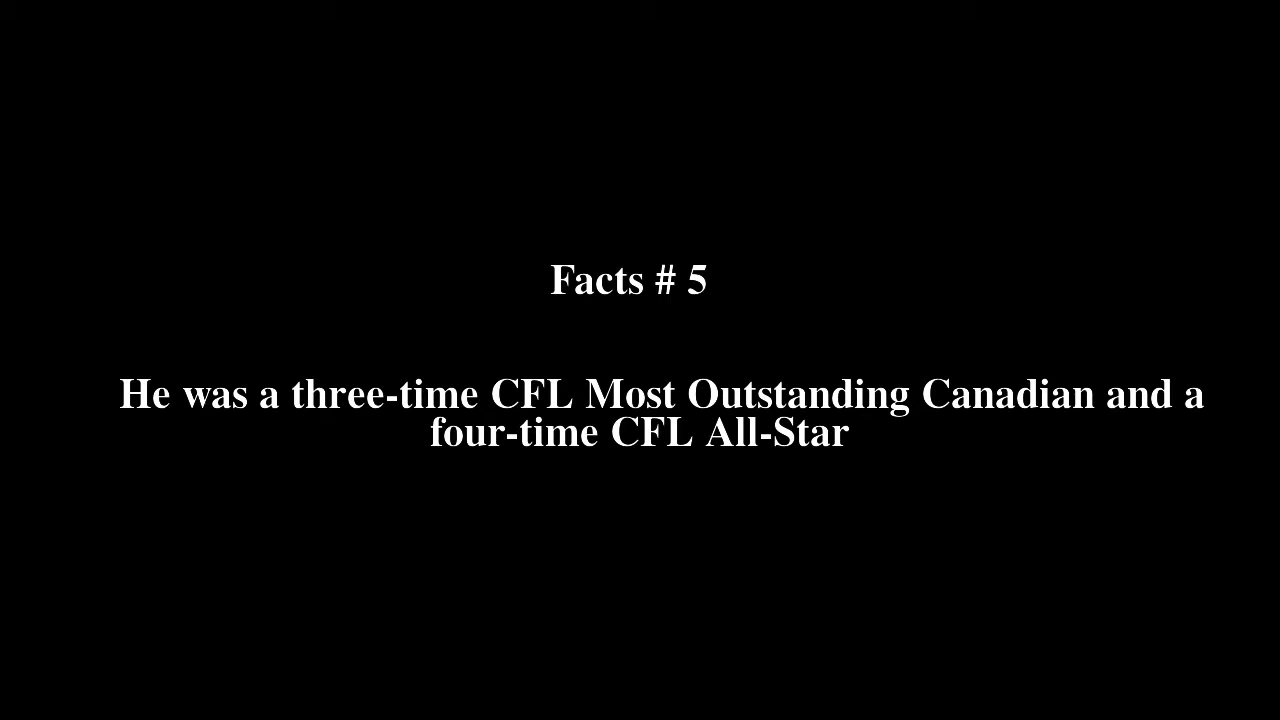 Facts # 5
He was a three-time CFL Most Outstanding Canadian and a
four-time CFL All-Star